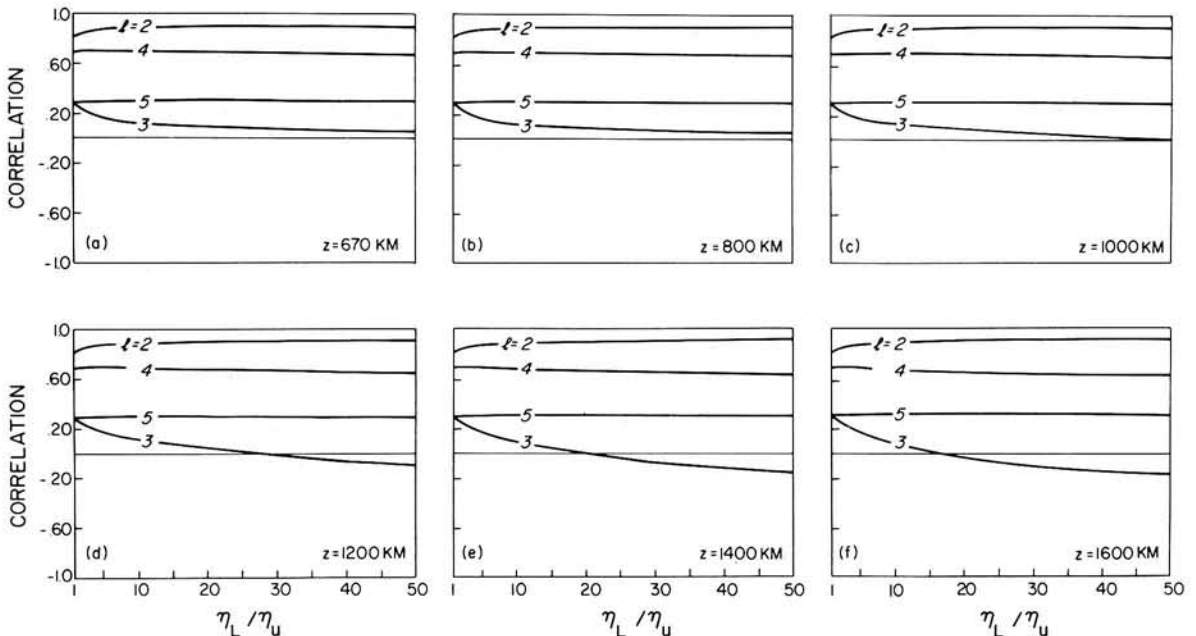 CORRELATION
1.0
.60
.20
-.20
-.60
-1.0
ℓ=2
4
5
3
(a)
z=670 KM
ℓ=2
4
5
3
(b)
z=800 KM
ℓ=2
4
5
3
(c)
z=1000 KM
CORRELATION
1.0
.60
.20
-.20
-.60
-1.0
ℓ=2
4
5
3
(d)
z=1200 KM
1 10 20 30 40 50
η_L/η_u
ℓ=2
4
5
3
(e)
z=1400 KM
1 10 20 30 40 50
η_L/η_u
ℓ=2
4
5
3
(f)
z=1600 KM
1 10 20 30 40 50
η_L/η_u